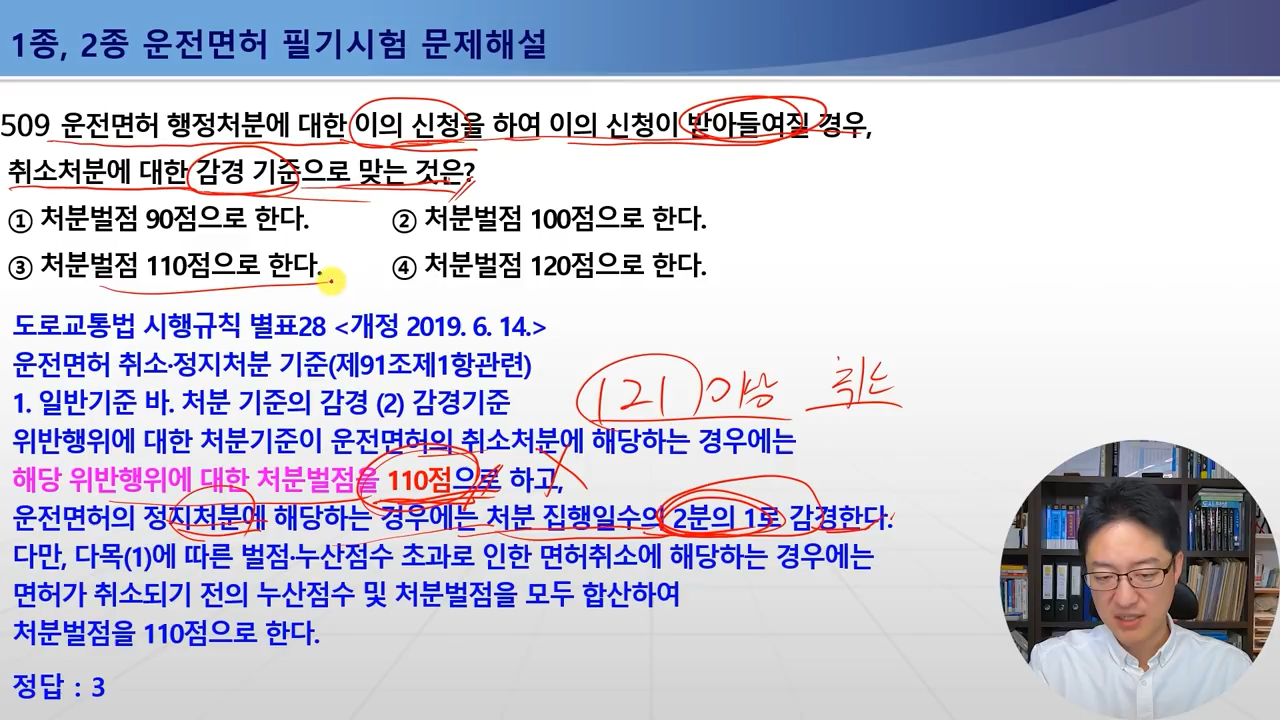 1종, 2종 운전면허 필기시험 문제해설
509 운전면허 행정처분에 대한 이의 신청을 하여 이의 신청이 받아들여질 경우,
취소처분에 대한 감경 기준으로 맞는 것은?
① 처분벌점 90점으로 한다. ② 처분벌점 100점으로 한다.
③ 처분벌점 110점으로 한다. ④ 처분벌점 120점으로 한다.
도로교통법 시행규칙 별표28 <개정 2019. 6. 14.>
운전면허 취소·정지처분 기준(제91조제1항관련)
1. 일반기준 바. 처분 기준의 감경 (2) 감경기준
121 이상 취소
위반행위에 대한 처분기준이 운전면허의 취소처분에 해당하는 경우에는
해당 위반행위에 대한 처분벌점을 110점으로 하고,
운전면허의 정지처분에 해당하는 경우에는 처분 집행일수의 2분의 1로 감경한다.
다만, 다목(1)에 따른 벌점·누산점수 초과로 인한 면허취소에 해당하는 경우에는
면허가 취소되기 전의 누산점수 및 처분벌점을 모두 합산하여
처분벌점을 110점으로 한다.
정답 : 3